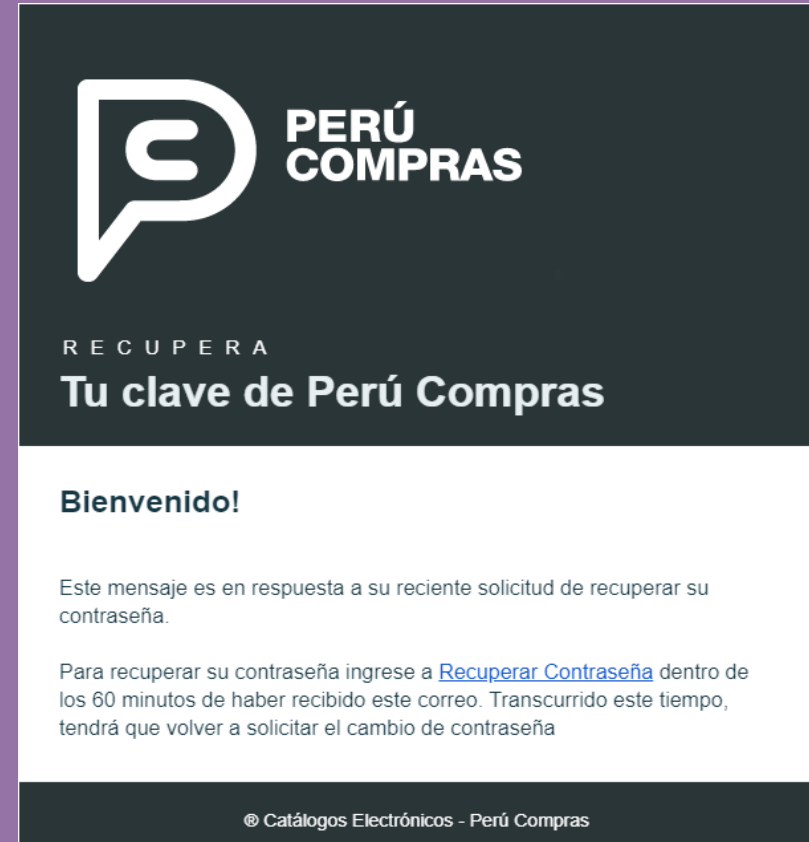 PERÚ
COMPRAS
RECUPERA
Tu clave de Perú Compras
Bienvenido!
Este mensaje es en respuesta a su reciente solicitud de recuperar su
contraseña.
Para recuperar su contraseña ingrese a Recuperar Contraseña dentro de
los 60 minutos de haber recibido este correo. Transcurrido este tiempo,
tendrá que volver a solicitar el cambio de contraseña
® Catálogos Electrónicos - Perú Compras